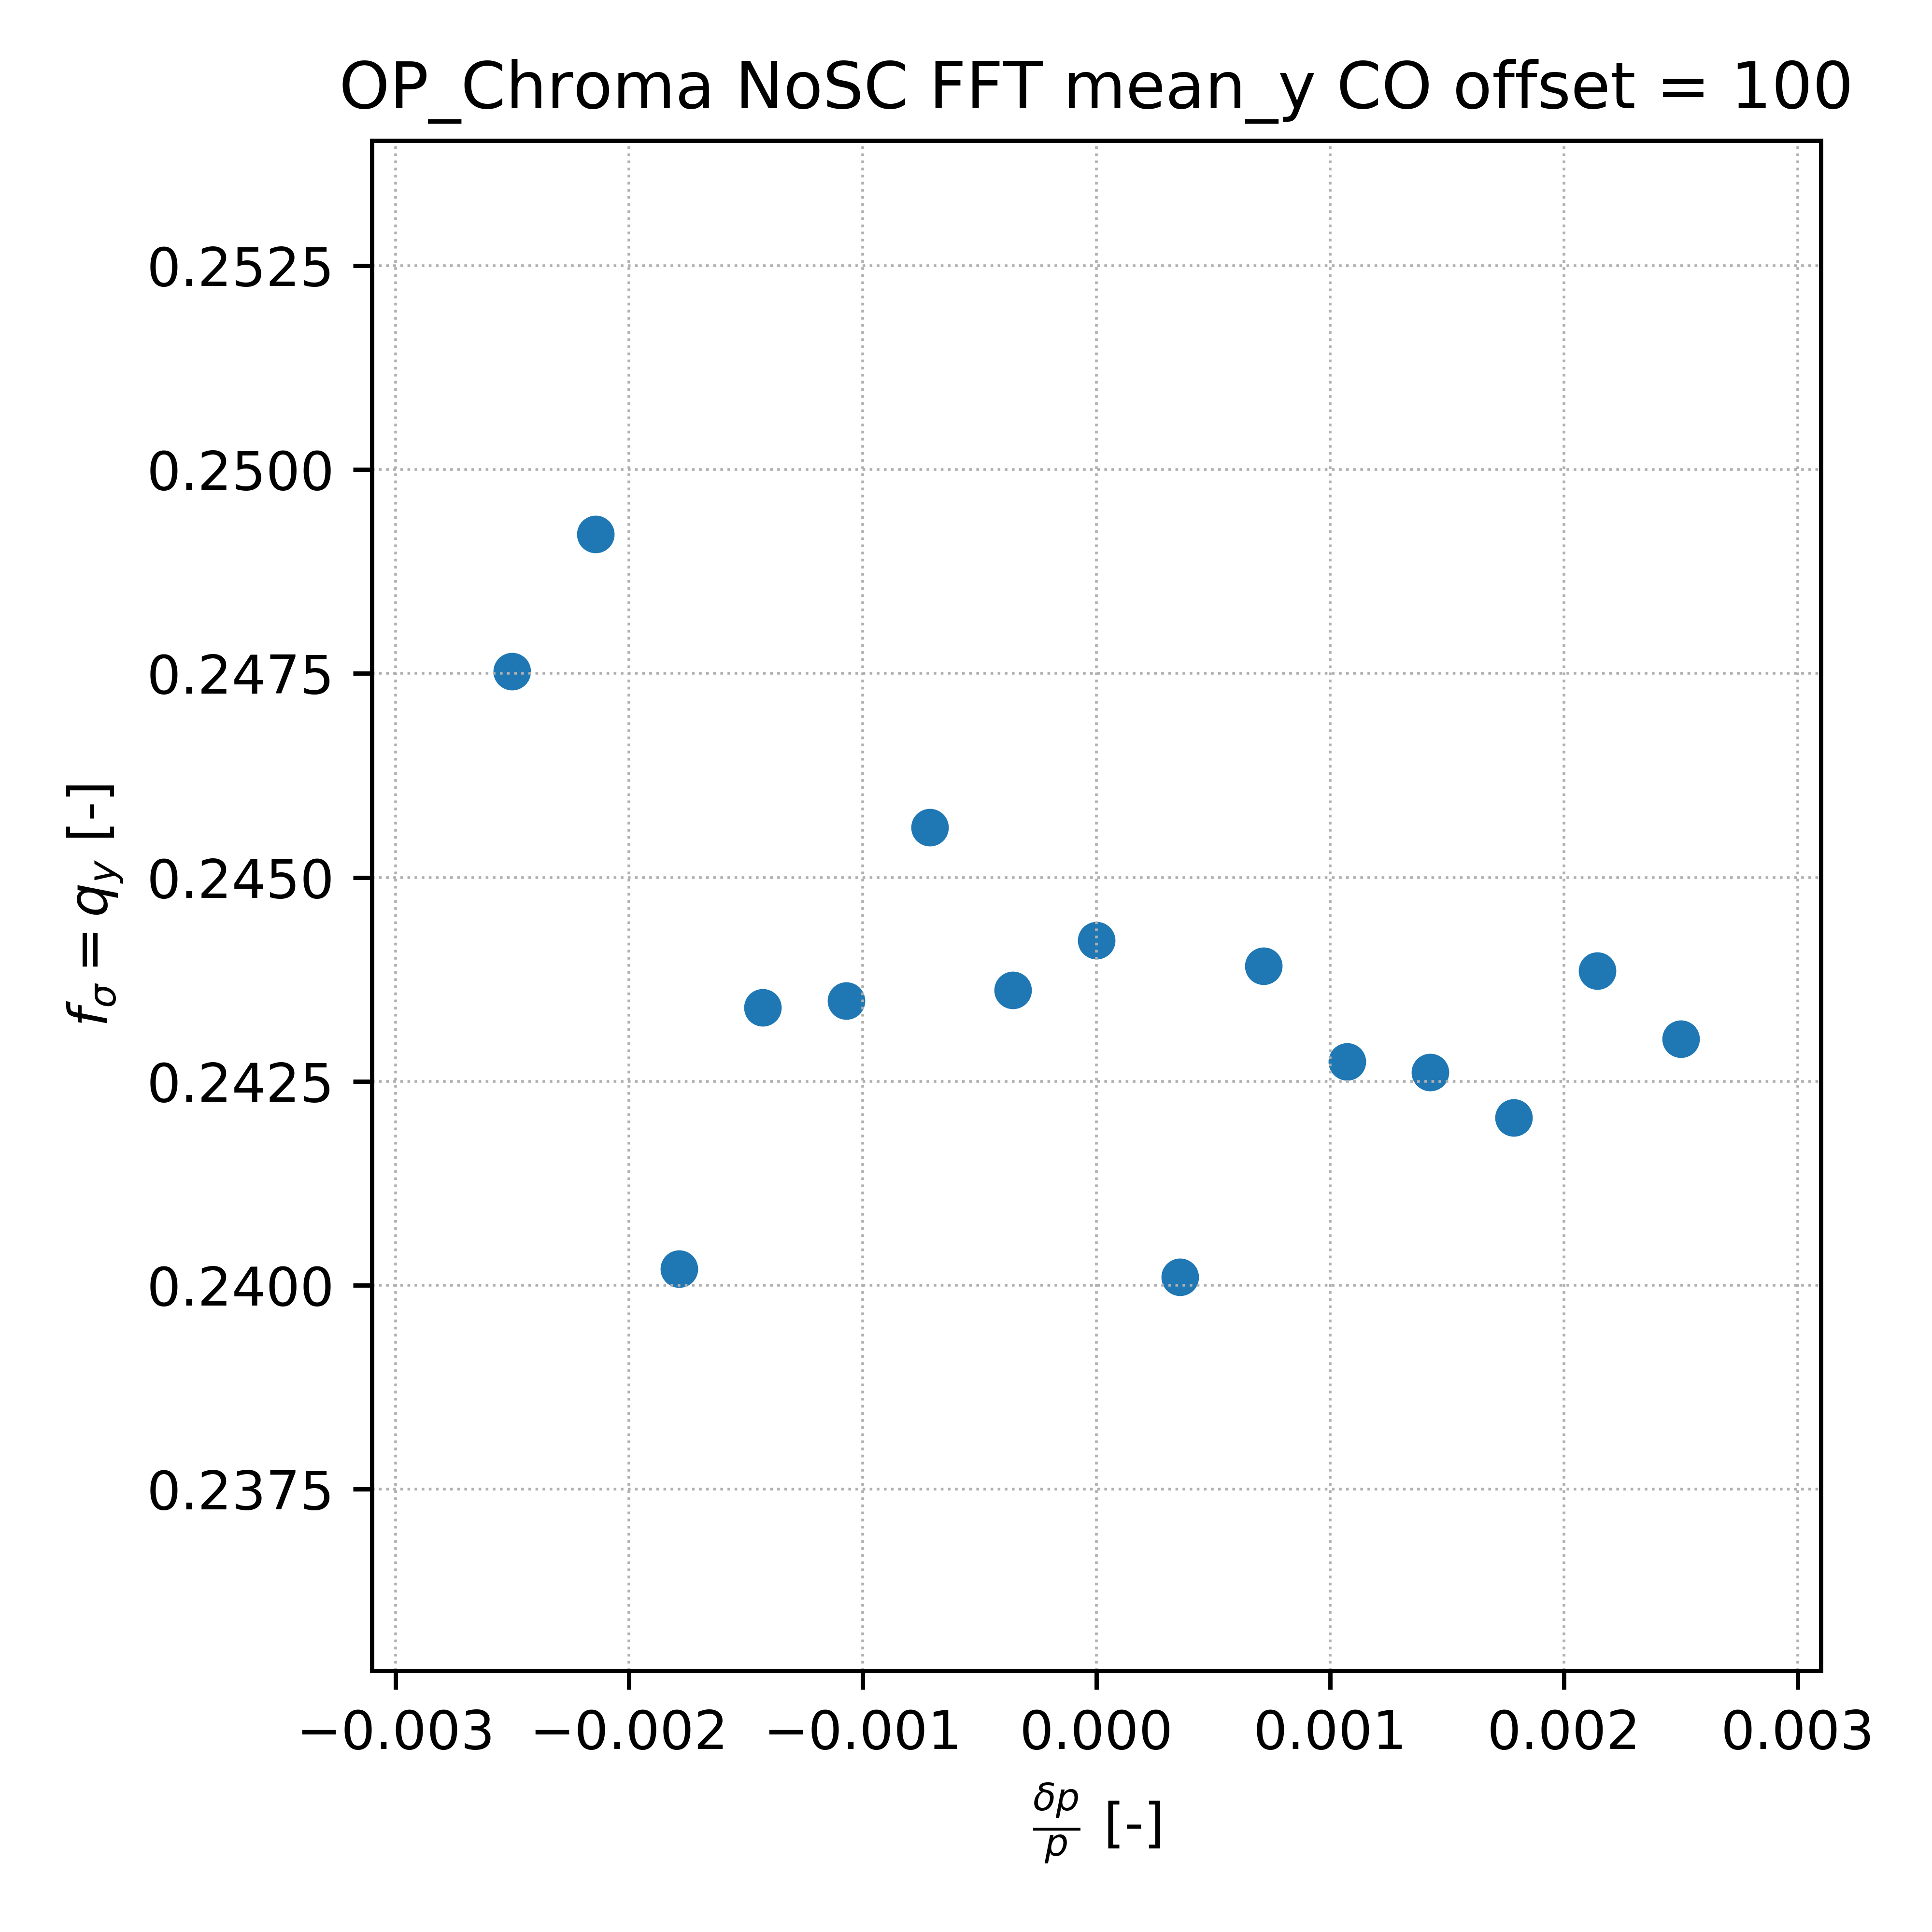 OP_Chroma NoSC FFT mean_y CO offset = 100
0.2525
0.2500
0.2475
0.2450
0.2425
0.2400
0.2375
f_σ = q_y [-]
−0.003 −0.002 −0.001 0.000 0.001 0.002 0.003
δp/p [-]